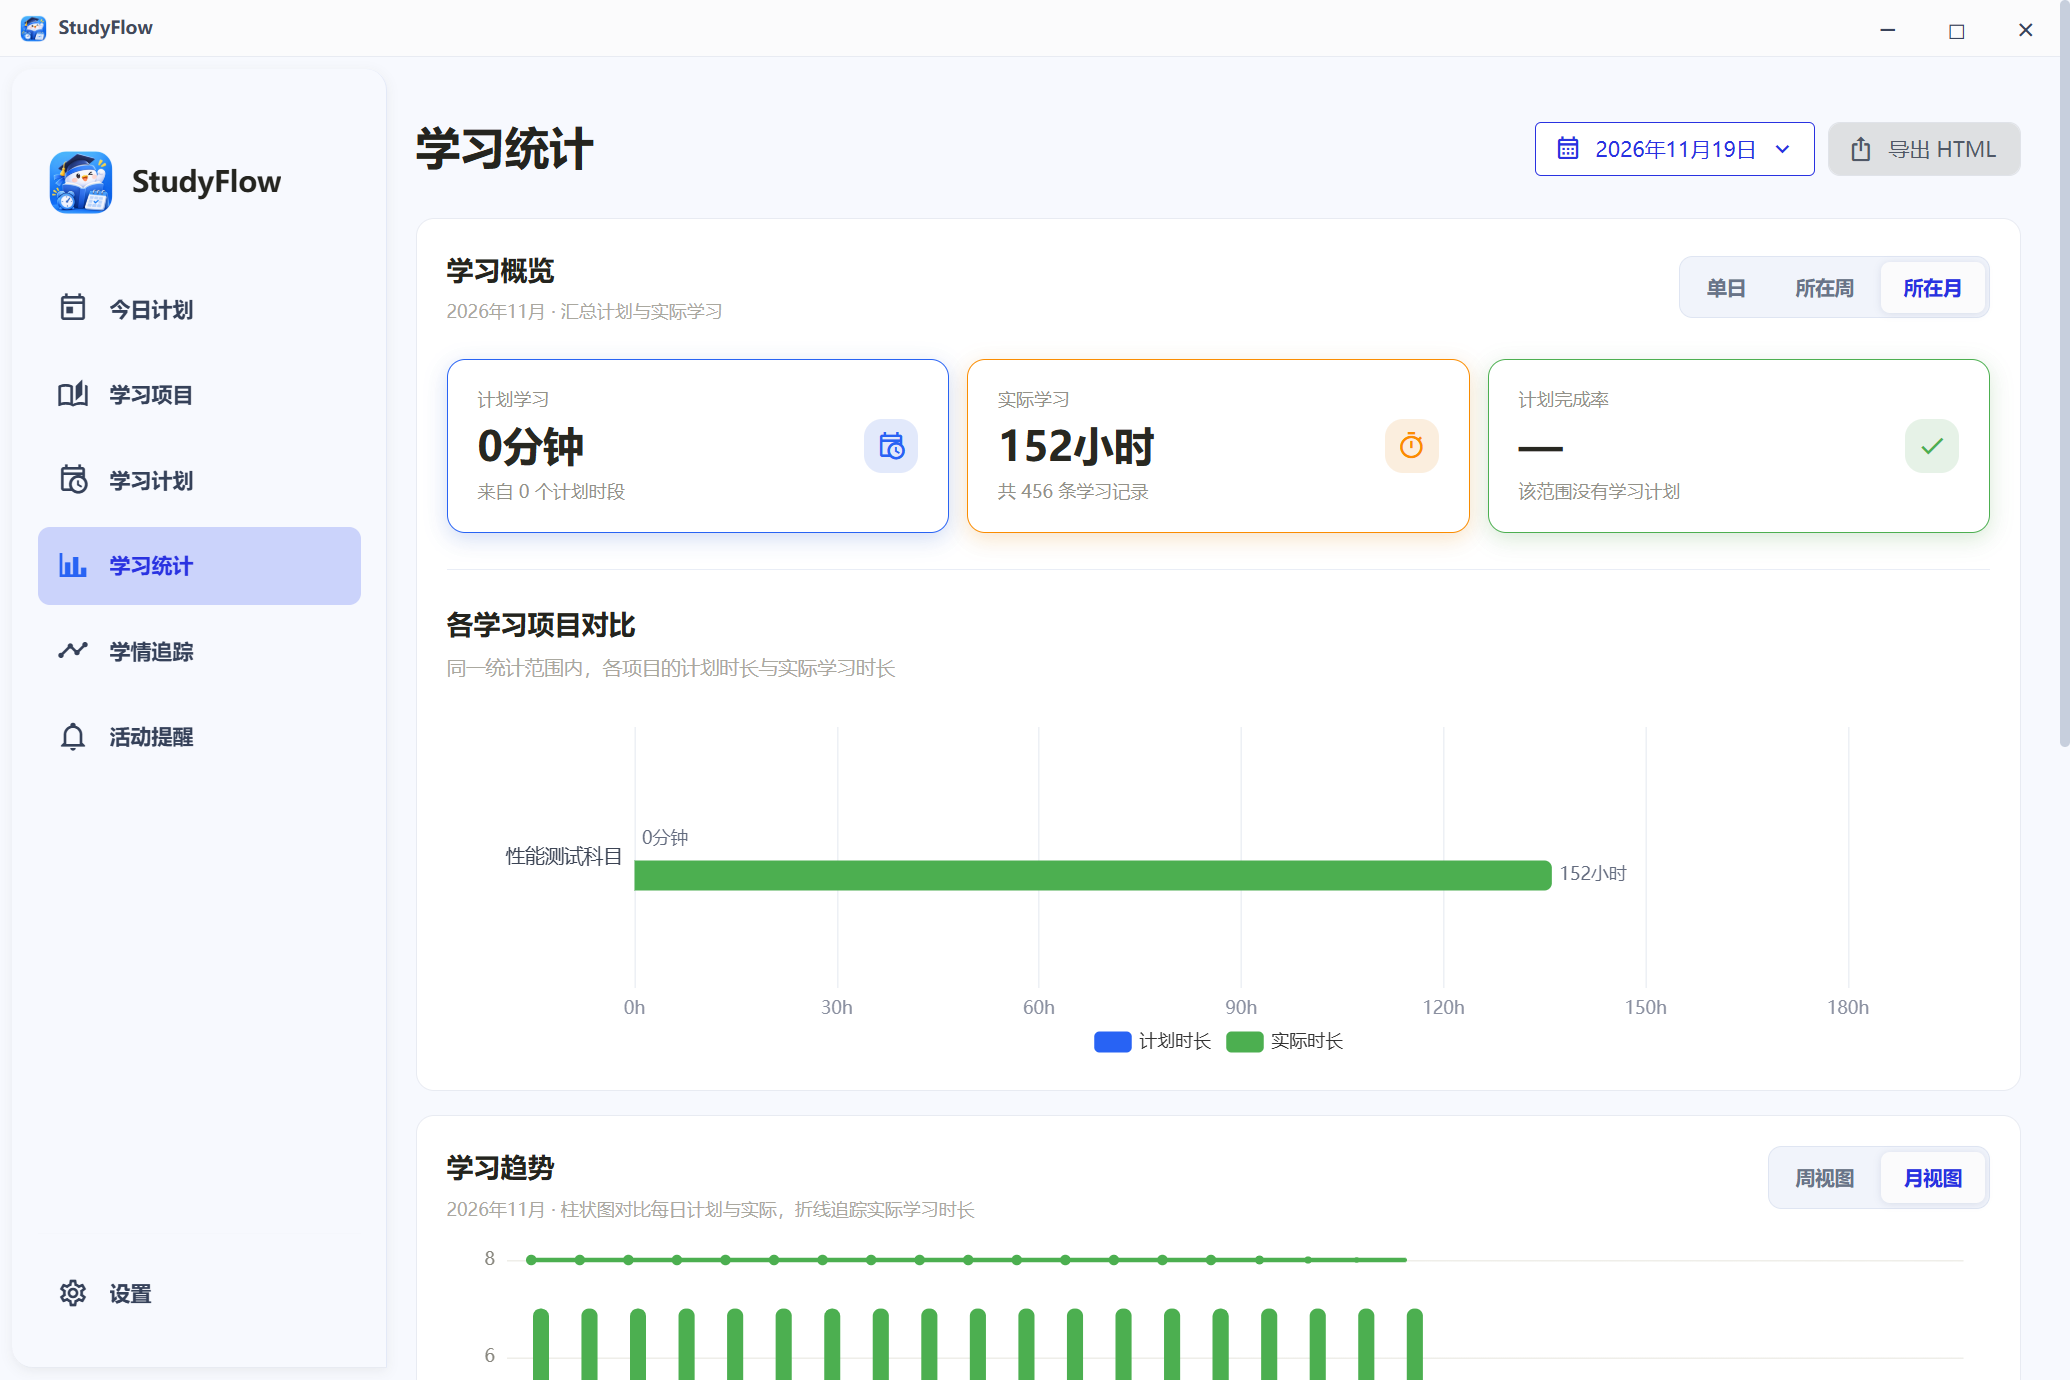 StudyFlow
StudyFlow
今日计划
学习项目
学习计划
学习统计
学情追踪
活动提醒
设置
学习统计
2026年11月19日
导出 HTML
学习概览
2026年11月 · 汇总计划与实际学习
单日
所在周
所在月
计划学习
0分钟
来自 0 个计划时段
实际学习
152小时
共 456 条学习记录
计划完成率
—
该范围没有学习计划
各学习项目对比
同一统计范围内，各项目的计划时长与实际学习时长
0分钟
性能测试科目
152小时
0h 30h 60h 90h 120h 150h 180h
计划时长 实际时长
学习趋势
2026年11月 · 柱状图对比每日计划与实际，折线追踪实际学习时长
周视图
月视图
8
6